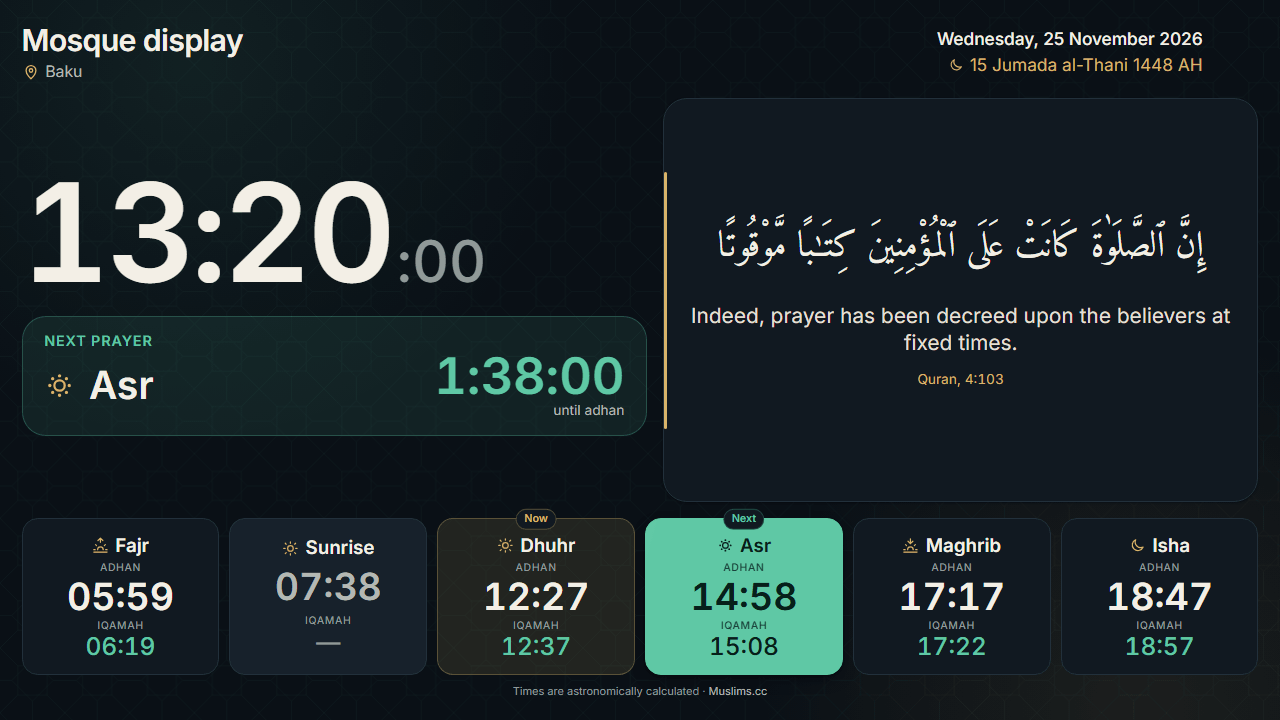 Mosque display
Baku
Wednesday, 25 November 2026
15 Jumada al-Thani 1448 AH
13:20:00
NEXT PRAYER
Asr
1:38:00
until adhan
إِنَّ ٱلصَّلَوٰةَ كَانَتْ عَلَى ٱلْمُؤْمِنِينَ كِتَـٰبًا مَّوْقُوتًا
Indeed, prayer has been decreed upon the believers at
fixed times.
Quran, 4:103
Fajr
ADHAN
05:59
IQAMAH
06:19
Sunrise
07:38
IQAMAH
—
Now
Dhuhr
ADHAN
12:27
IQAMAH
12:37
Next
Asr
ADHAN
14:58
IQAMAH
15:08
Maghrib
ADHAN
17:17
IQAMAH
17:22
Isha
ADHAN
18:47
IQAMAH
18:57
Times are astronomically calculated · Muslims.cc